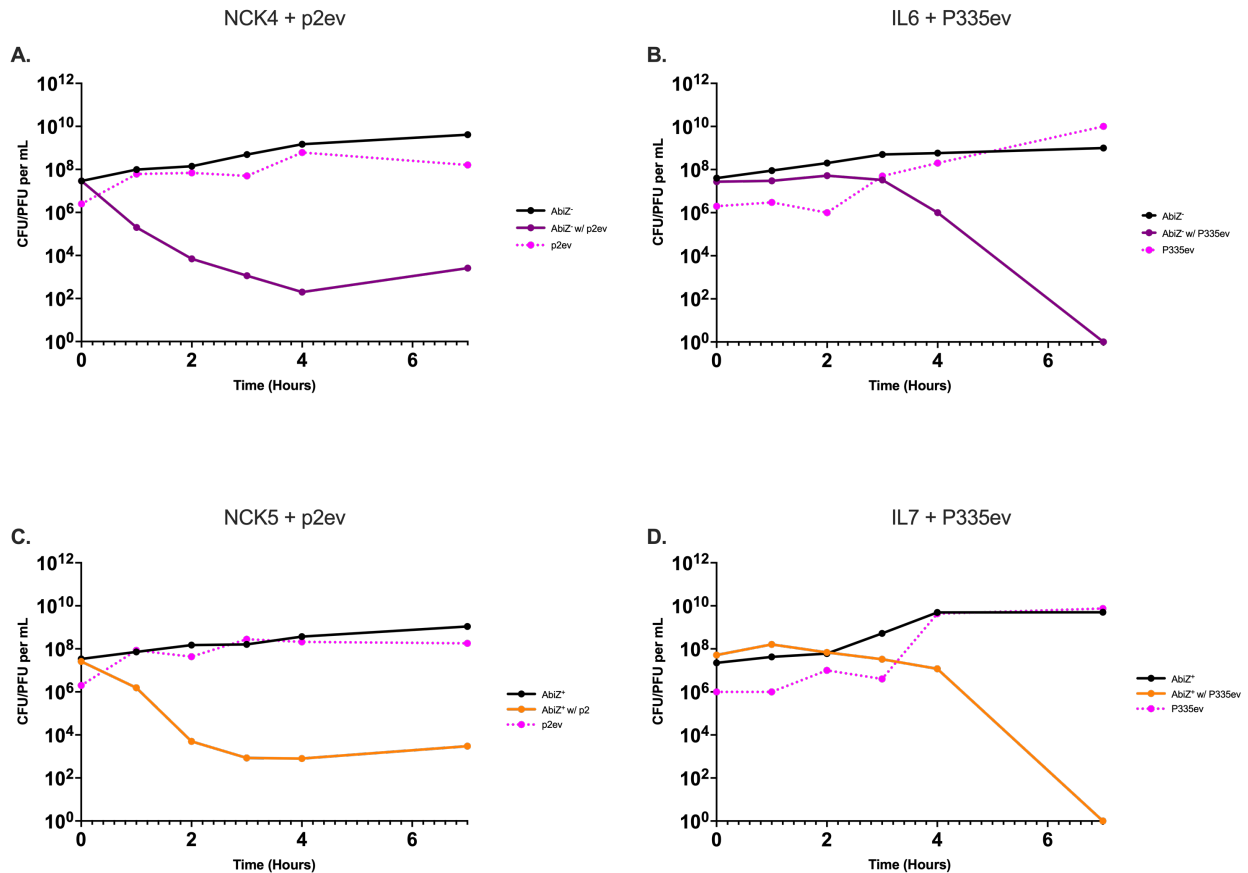 NCK4 + p2ev
A.
10¹²
10¹⁰
10⁸
10⁶
10⁴
10²
10⁰
CFU/PFU per mL
0 2 4 6
Time (Hours)
AbiZ⁻
AbiZ⁻ w/ p2ev
p2ev
IL6 + P335ev
B.
10¹²
10¹⁰
10⁸
10⁶
10⁴
10²
10⁰
CFU/PFU per mL
0 2 4 6
Time (Hours)
AbiZ⁻
AbiZ⁻ w/ P335ev
P335ev
NCK5 + p2ev
C.
10¹²
10¹⁰
10⁸
10⁶
10⁴
10²
10⁰
CFU/PFU per mL
0 2 4 6
Time (Hours)
AbiZ⁺
AbiZ⁺ w/ p2
p2ev
IL7 + P335ev
D.
10¹²
10¹⁰
10⁸
10⁶
10⁴
10²
10⁰
CFU/PFU per mL
0 2 4 6
Time (Hours)
AbiZ⁺
AbiZ⁺ w/ P335ev
P335ev